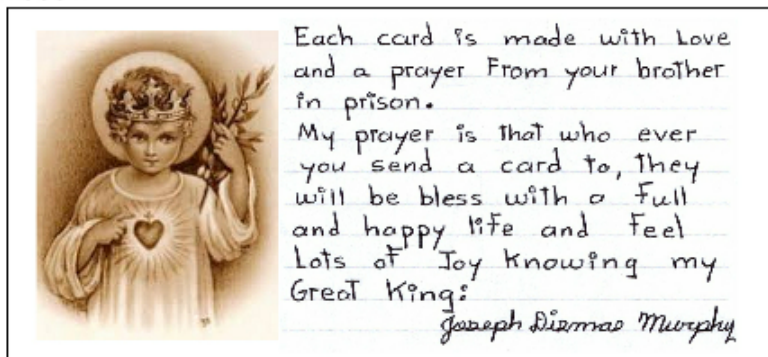 Each card is made with Love
and a prayer From your brother
in prison.
My prayer is that who ever
you send a card to, they
will be bless with a full
and happy life and feel
Lots of Joy Knowing my
Great King:
Joseph Dismas Murphy